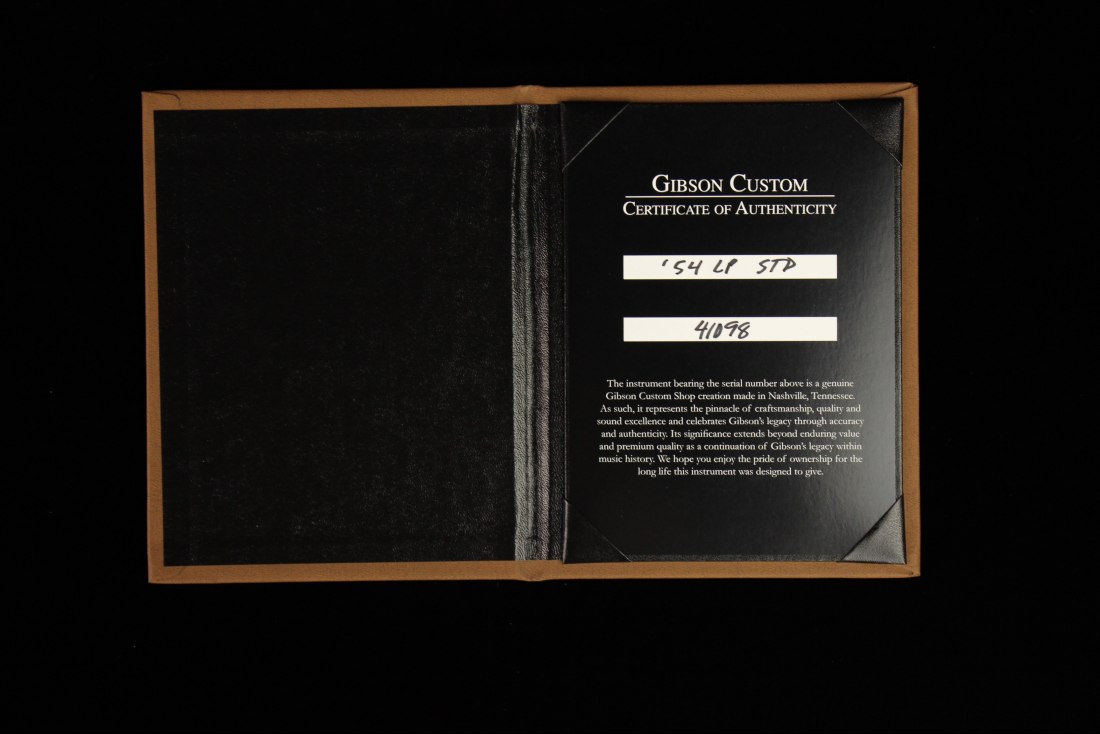 GIBSON CUSTOM
CERTIFICATE OF AUTHENTICITY
'54 LP STD
41098
The instrument bearing the serial number above is a genuine
Gibson Custom Shop creation made in Nashville, Tennessee.
As such, it represents the pinnacle of craftsmanship, quality and
sound excellence and celebrates Gibson's legacy through accuracy
and authenticity. Its significance extends beyond enduring value
and premium quality as a continuation of Gibson's legacy within
music history. We hope you enjoy the pride of ownership for the
long life this instrument was designed to give.